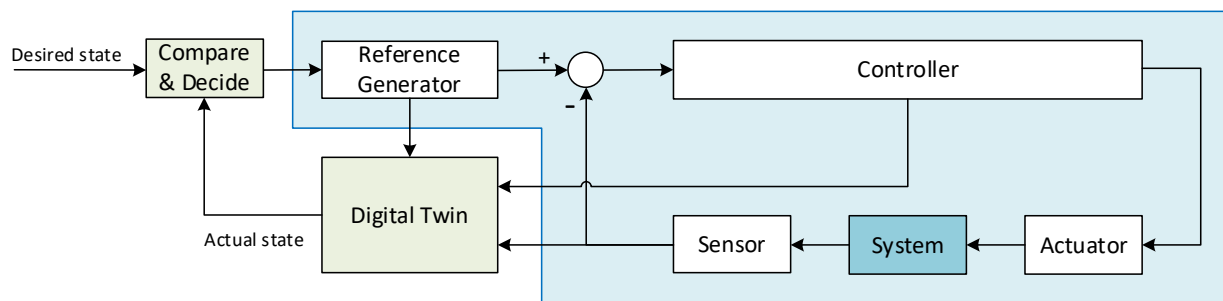 Desired state
Compare
& Decide
Reference
Generator
+
-
Controller
Digital Twin
Actual state
Sensor
System
Actuator